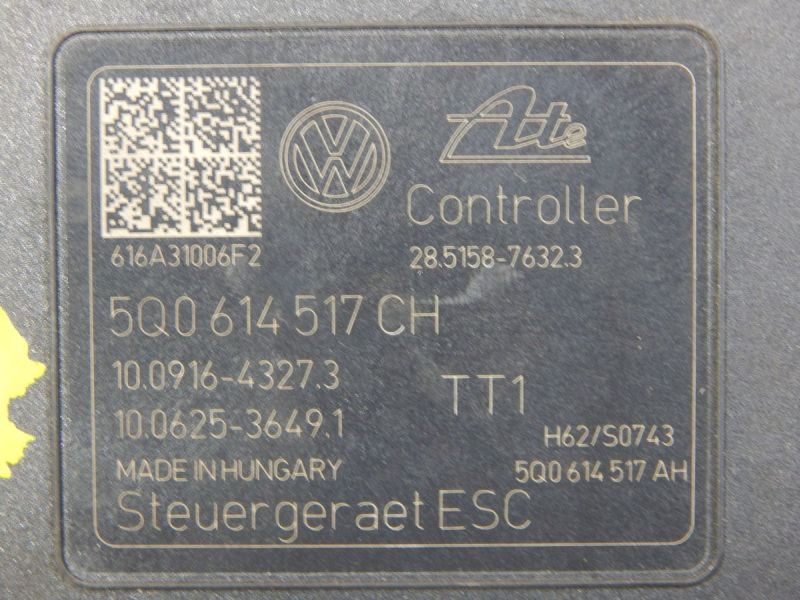 VW
Ate
Controller
616A31006F2
28.5158-7632.3
5Q0 614 517 CH
10.0916-4327.3
TT1
10.0625-3649.1
H62/S0743
MADE IN HUNGARY
5Q0 614 517 AH
Steuergeraet ESC